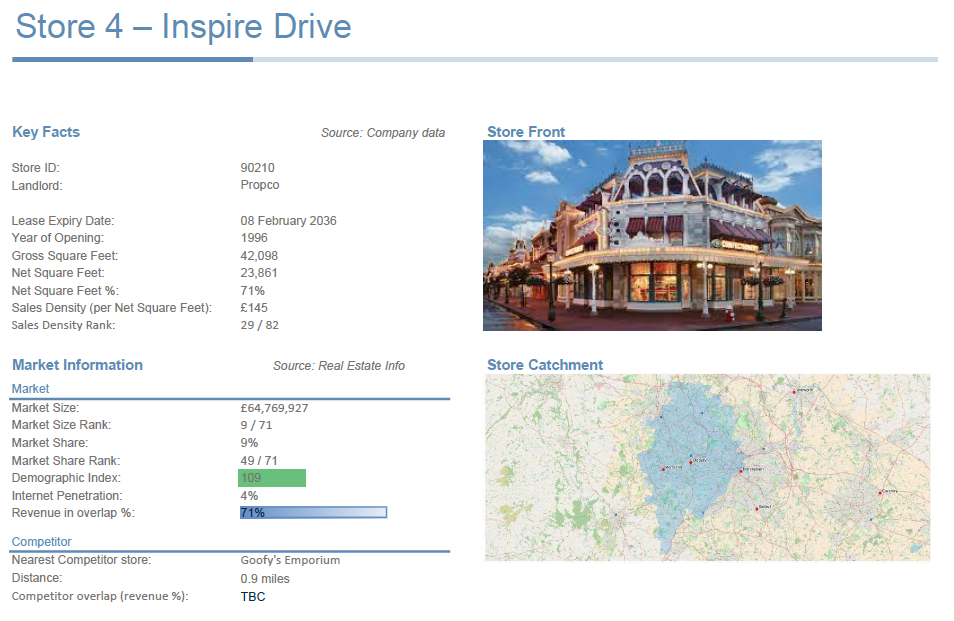 Store 4 – Inspire Drive
Key Facts
Source: Company data
Store ID: 90210
Landlord: Propco
Lease Expiry Date: 08 February 2036
Year of Opening: 1996
Gross Square Feet: 42,098
Net Square Feet: 23,861
Net Square Feet %: 71%
Sales Density (per Net Square Feet): £145
Sales Density Rank: 29 / 82
Store Front
Market Information
Source: Real Estate Info
Market
Market Size: £64,769,927
Market Size Rank: 9 / 71
Market Share: 9%
Market Share Rank: 49 / 71
Demographic Index: 109
Internet Penetration: 4%
Revenue in overlap %: 71%
Competitor
Nearest Competitor store: Goofy's Emporium
Distance: 0.9 miles
Competitor overlap (revenue %): TBC
Store Catchment